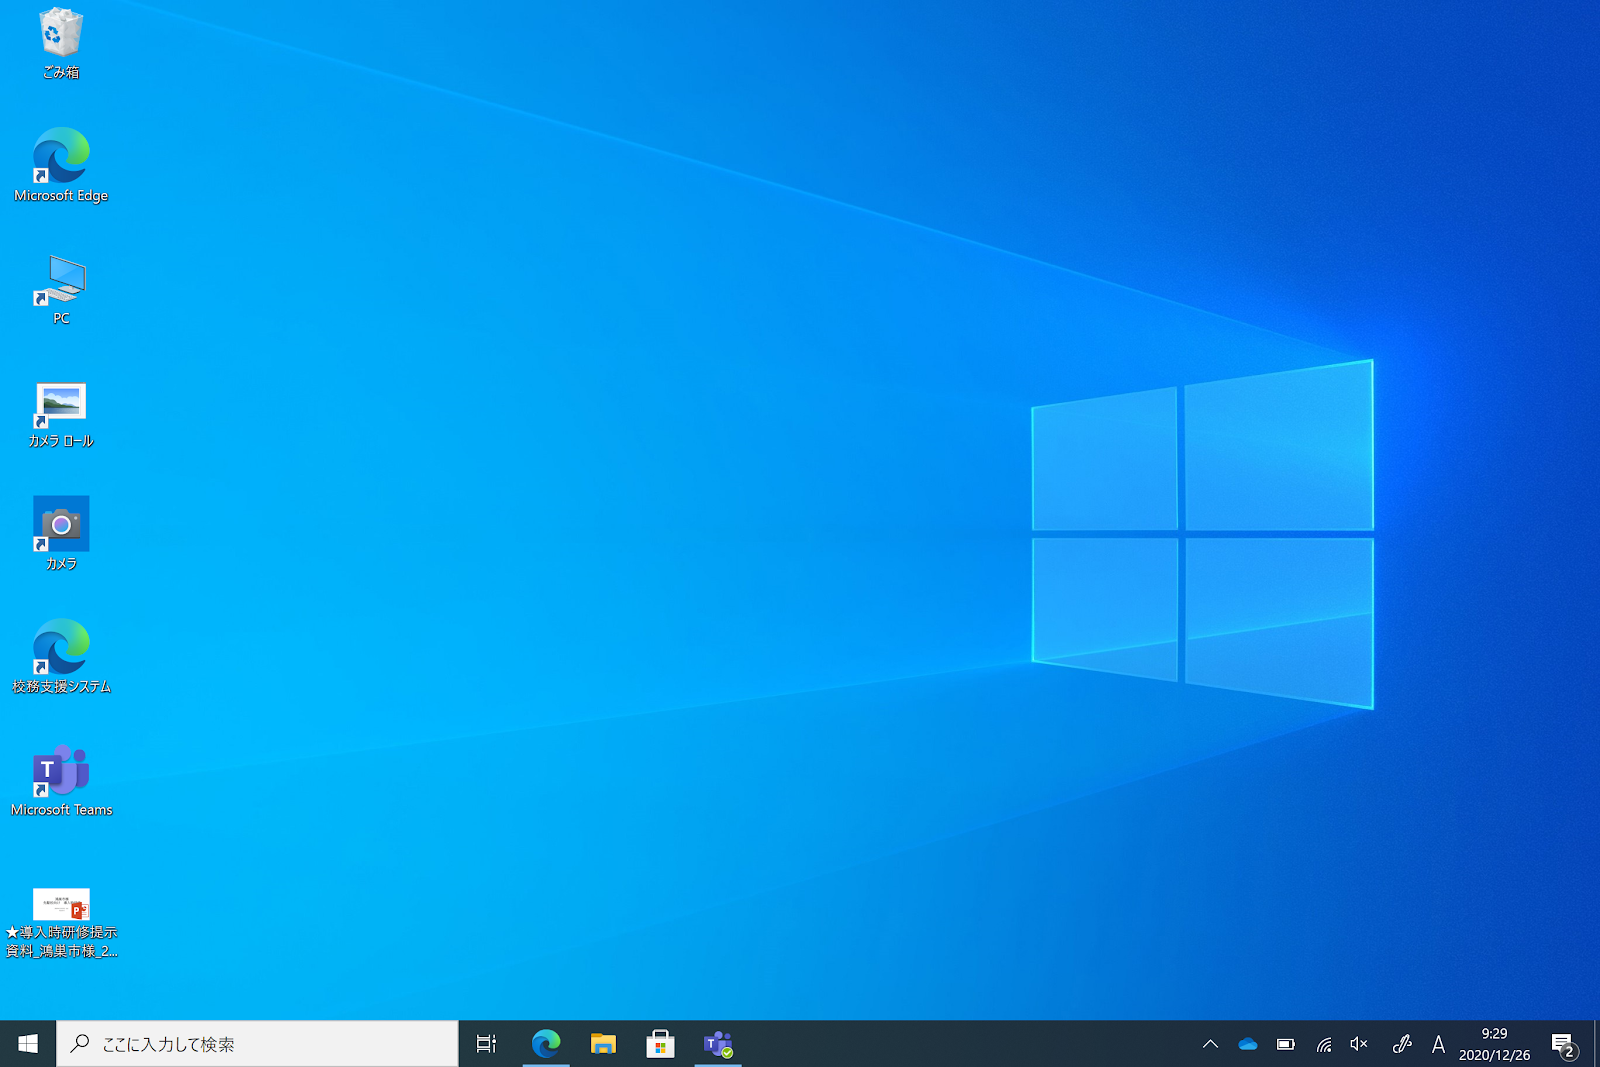 ごみ箱
Microsoft Edge
PC
カメラ ロール
カメラ
校務支援システム
Microsoft Teams
★導入時研修提示
資料_鴻巣市様_2...
ここに入力して検索
A
9:29
2020/12/26
2